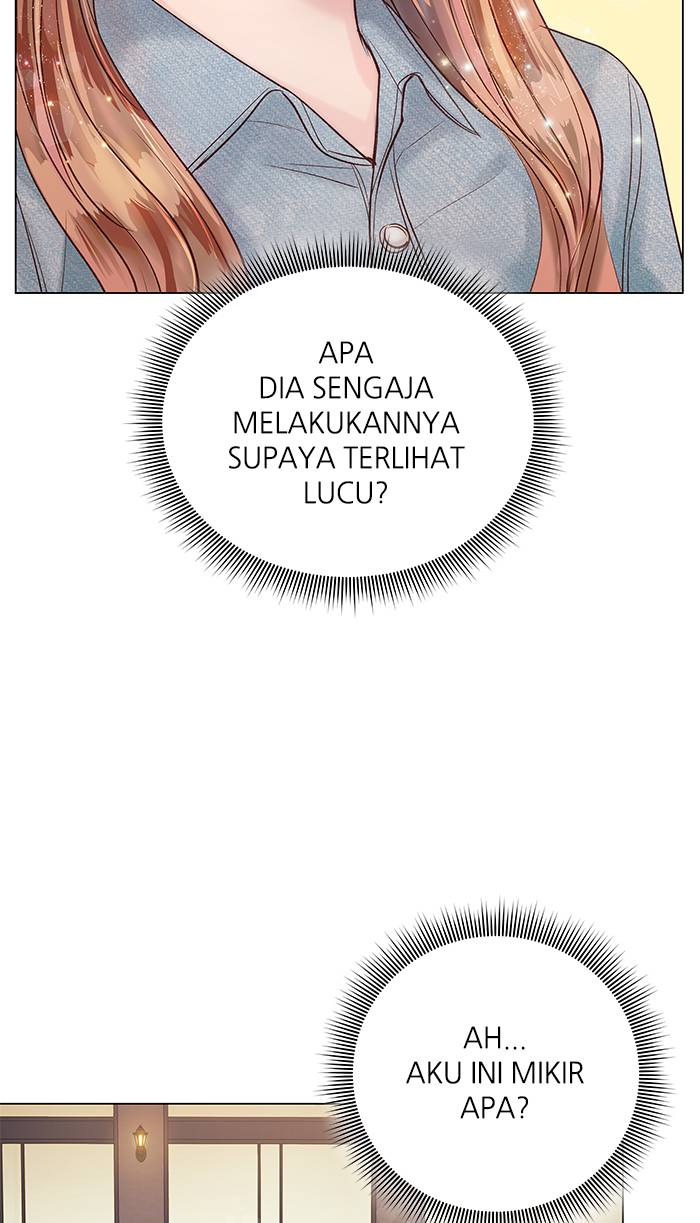 APA
DIA SENGAJA
MELAKUKANNYA
SUPAYA TERLIHAT
LUCU?
AH...
AKU INI MIKIR
APA?